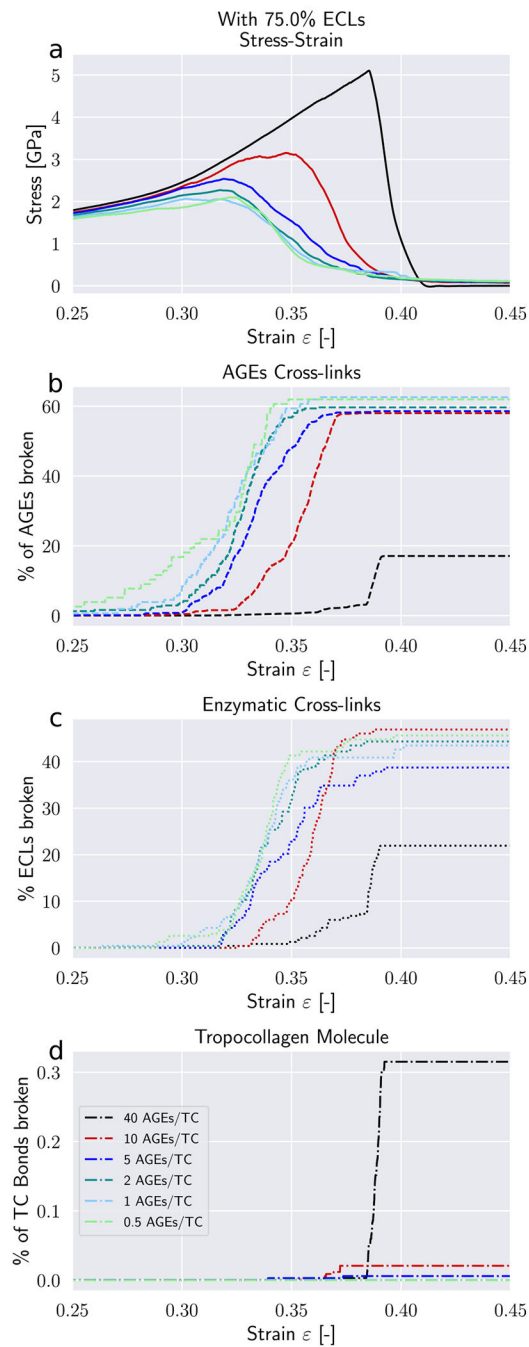 With 75.0% ECLs
a
Stress-Strain
5
4
3
2
1
0
Stress [GPa]
0.25 0.30 0.35 0.40 0.45
Strain ε [-]
b
AGEs Cross-links
60
40
20
0
% of AGEs broken
0.25 0.30 0.35 0.40 0.45
Strain ε [-]
c
Enzymatic Cross-links
40
30
20
10
0
% ECLs broken
0.25 0.30 0.35 0.40 0.45
Strain ε [-]
d
Tropocollagen Molecule
0.3
0.2
0.1
0.0
% of TC Bonds broken
40 AGEs/TC
10 AGEs/TC
5 AGEs/TC
2 AGEs/TC
1 AGEs/TC
0.5 AGEs/TC
0.25 0.30 0.35 0.40 0.45
Strain ε [-]